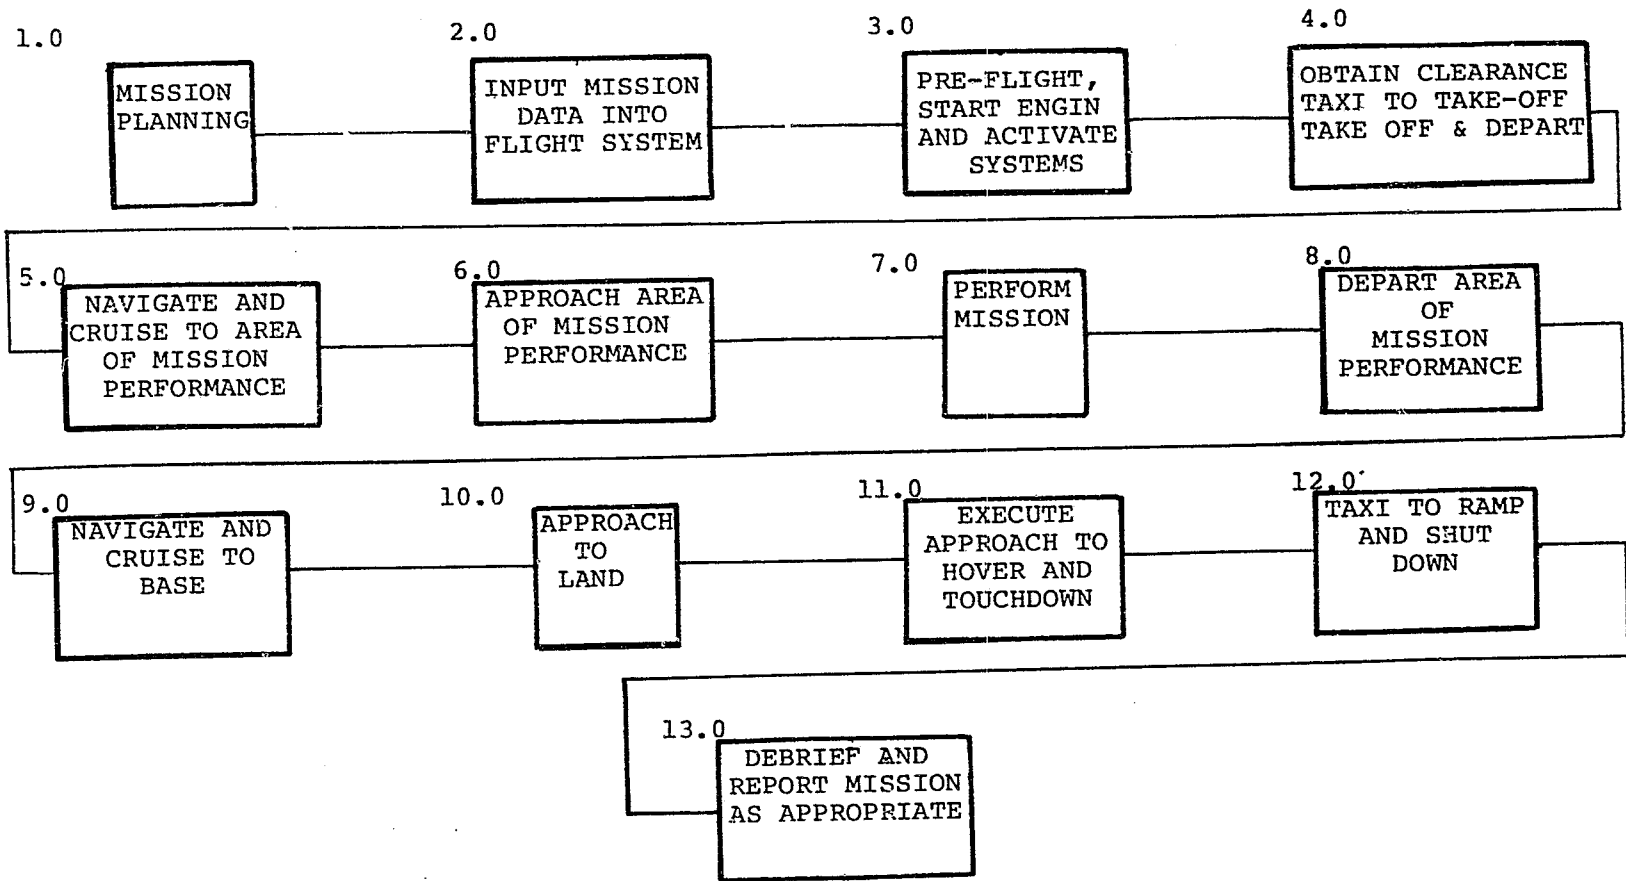 1.0
MISSION
PLANNING
2.0
INPUT MISSION
DATA INTO
FLIGHT SYSTEM
3.0
PRE-FLIGHT,
START ENGIN
AND ACTIVATE
SYSTEMS
4.0
OBTAIN CLEARANCE
TAXI TO TAKE-OFF
TAKE OFF & DEPART
5.0
NAVIGATE AND
CRUISE TO AREA
OF MISSION
PERFORMANCE
6.0
APPROACH AREA
OF MISSION
PERFORMANCE
7.0
PERFORM
MISSION
8.0
DEPART AREA
OF
MISSION
PERFORMANCE
9.0
NAVIGATE AND
CRUISE TO
BASE
10.0
APPROACH
TO
LAND
11.0
EXECUTE
APPROACH TO
HOVER AND
TOUCHDOWN
12.0
TAXI TO RAMP
AND SHUT
DOWN
13.0
DEBRIEF AND
REPORT MISSION
AS APPROPRIATE